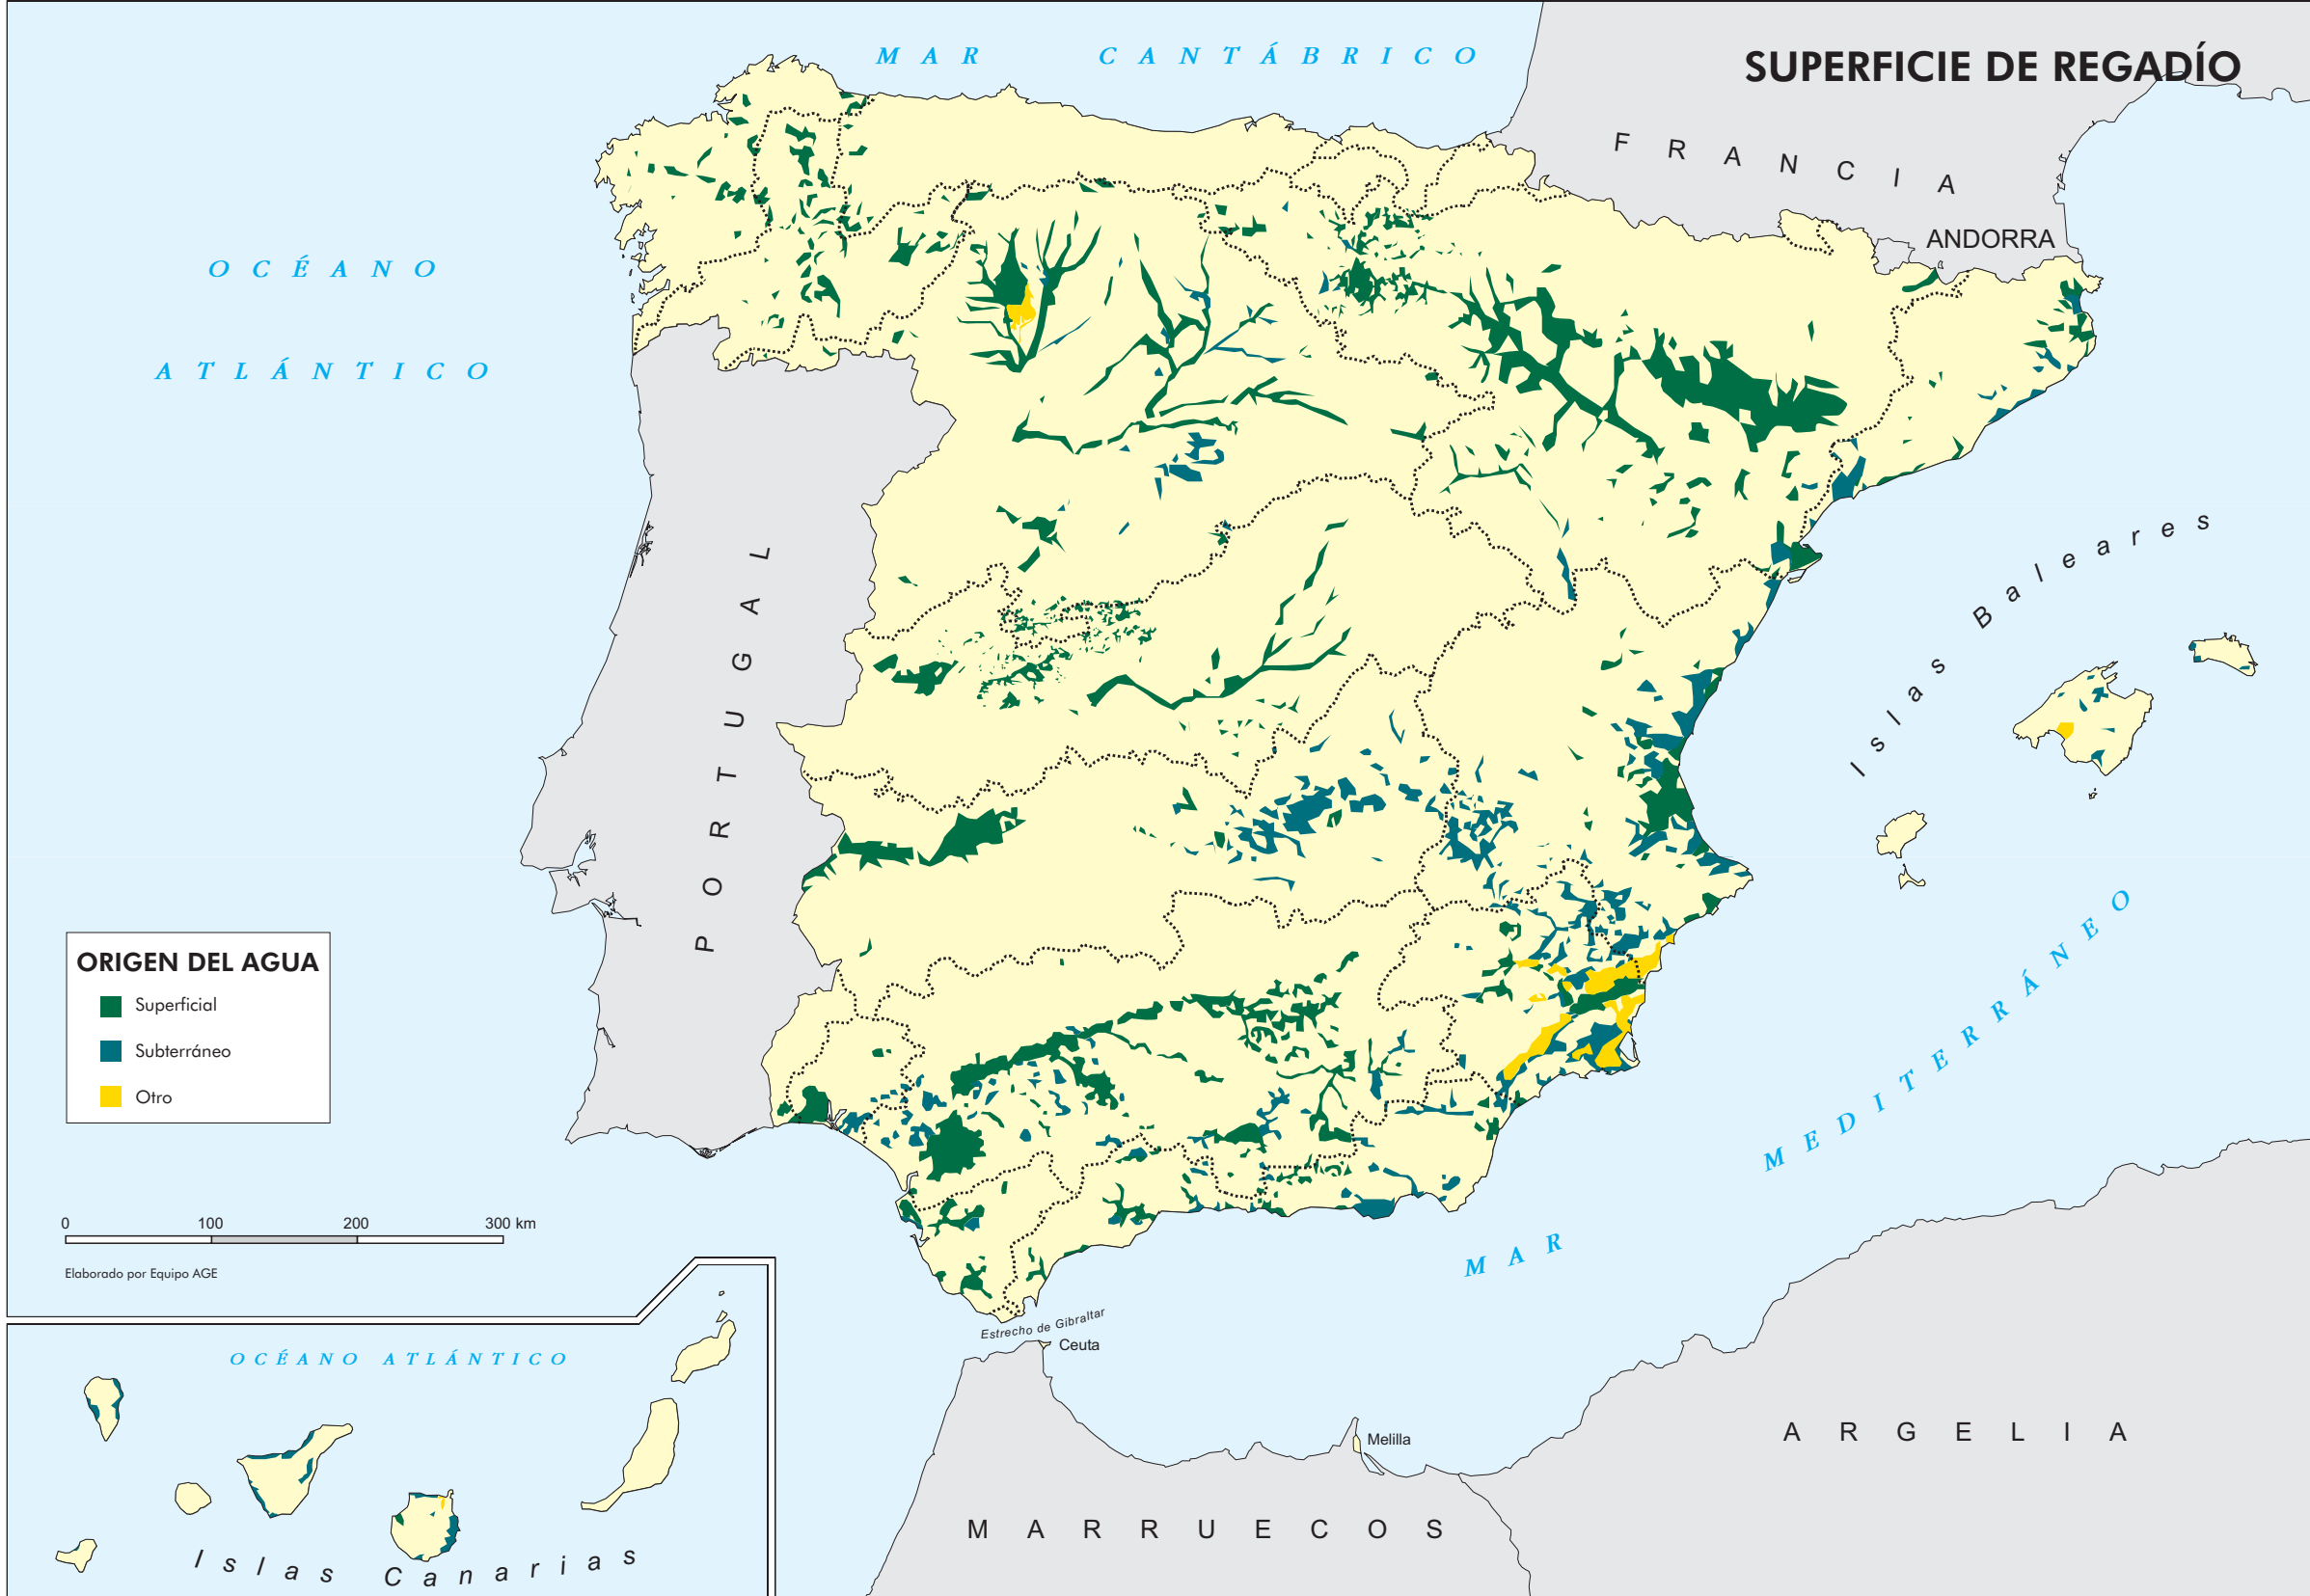 SUPERFICIE DE REGADÍO
MAR CANTÁBRICO
FRANCIA
ANDORRA
OCÉANO
ATLÁNTICO
PORTUGAL
Islas Baleares
MAR MEDITERRÁNEO
ORIGEN DEL AGUA
Superficial
Subterráneo
Otro
0 100 200 300 km
Elaborado por Equipo AGE
Estrecho de Gibraltar
Ceuta
Melilla
OCÉANO ATLÁNTICO
Islas Canarias
MARRUECOS
ARGELIA